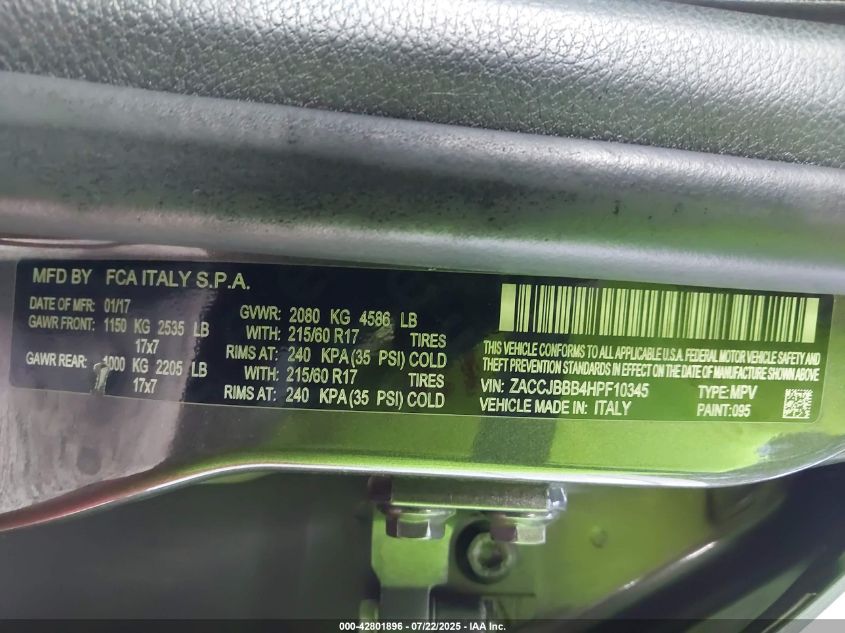 MFD BY FCA ITALY S.P.A.
DATE OF MFR: 01/17
GAWR FRONT: 1150 KG 2535 LB
17x7
GAWR REAR: 1000 KG 2205 LB
17x7
GVWR: 2080 KG 4586 LB
WITH: 215/60 R17 TIRES
RIMS AT: 240 KPA (35 PSI) COLD
WITH: 215/60 R17 TIRES
RIMS AT: 240 KPA (35 PSI) COLD
THIS VEHICLE CONFORMS TO ALL APPLICABLE U.S.A. FEDERAL MOTOR VEHICLE SAFETY AND
THEFT PREVENTION STANDARDS IN EFFECT ON THE DATE OF MANUFACTURE SHOWN ABOVE.
VIN: ZACCJBBB4HPF10345 TYPE: MPV
VEHICLE MADE IN: ITALY PAINT: 095
000-42801896 - 07/22/2025 - IAA Inc.